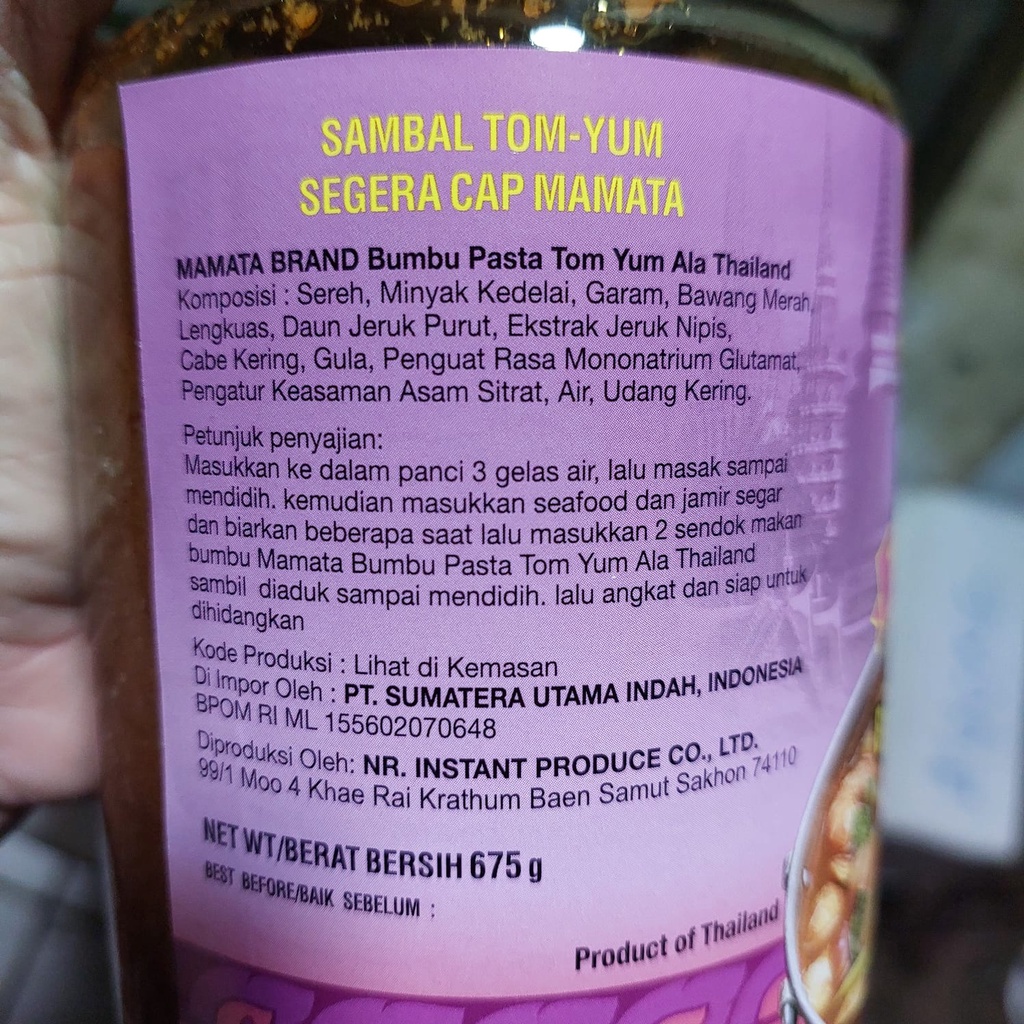 SAMBAL TOM-YUM
SEGERA CAP MAMATA
MAMATA BRAND Bumbu Pasta Tom Yum Ala Thailand
Komposisi : Sereh, Minyak Kedelai, Garam, Bawang Merah,
Lengkuas, Daun Jeruk Purut, Ekstrak Jeruk Nipis,
Cabe Kering, Gula, Penguat Rasa Mononatrium Glutamat,
Pengatur Keasaman Asam Sitrat, Air, Udang Kering.
Petunjuk penyajian:
Masukkan ke dalam panci 3 gelas air, lalu masak sampai
mendidih. kemudian masukkan seafood dan jamir segar
dan biarkan beberapa saat lalu masukkan 2 sendok makan
bumbu Mamata Bumbu Pasta Tom Yum Ala Thailand
sambil diaduk sampai mendidih. lalu angkat dan siap untuk
dihidangkan
Kode Produksi : Lihat di Kemasan
Di Impor Oleh : PT. SUMATERA UTAMA INDAH, INDONESIA
BPOM RI ML 155602070648
Diproduksi Oleh: NR. INSTANT PRODUCE CO., LTD.
99/1 Moo 4 Khae Rai Krathum Baen Samut Sakhon 74110
NET WT/BERAT BERSIH 675 g
BEST BEFORE/BAIK SEBELUM :
Product of Thailand